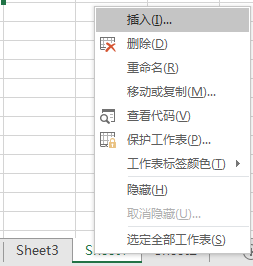 插入(I)...
删除(D)
重命名(R)
移动或复制(M)...
查看代码(V)
保护工作表(P)...
工作表标签颜色(T)
隐藏(H)
取消隐藏(U)...
选定全部工作表(S)
Sheet3